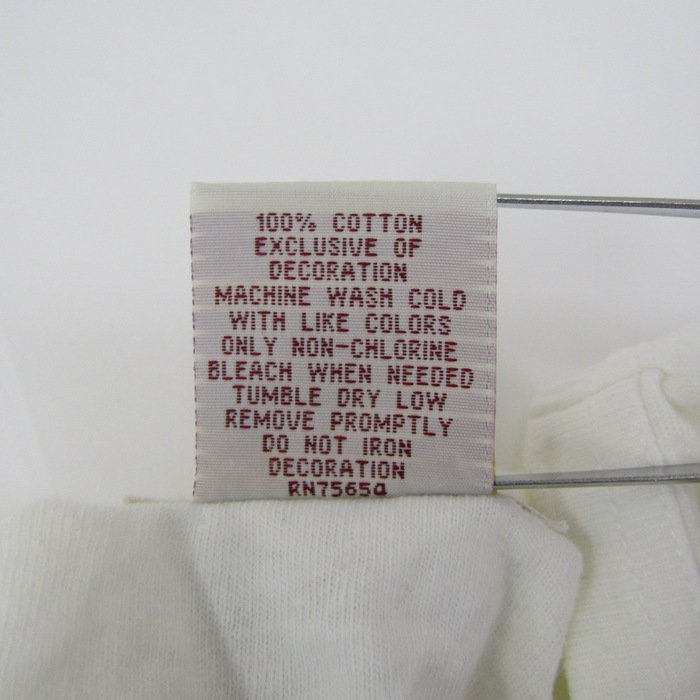 100% COTTON
EXCLUSIVE OF
DECORATION
MACHINE WASH COLD
WITH LIKE COLORS
ONLY NON-CHLORINE
BLEACH WHEN NEEDED
TUMBLE DRY LOW
REMOVE PROMPTLY
DO NOT IRON
DECORATION